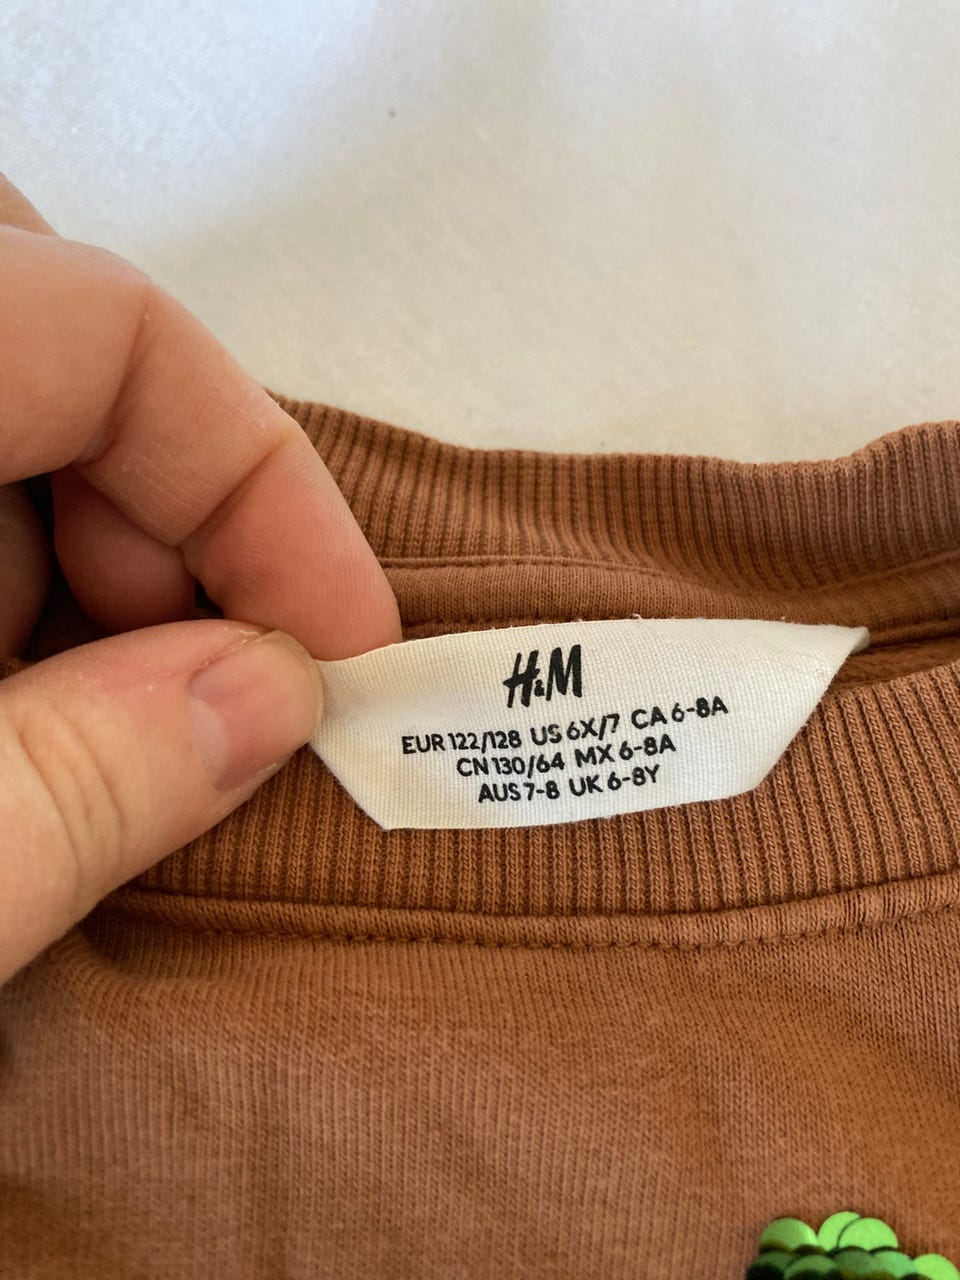 H&M
EUR 122/128 US 6X/7 CA 6-8A
CN 130/64 MX 6-8A
AUS 7-8 UK 6-8Y